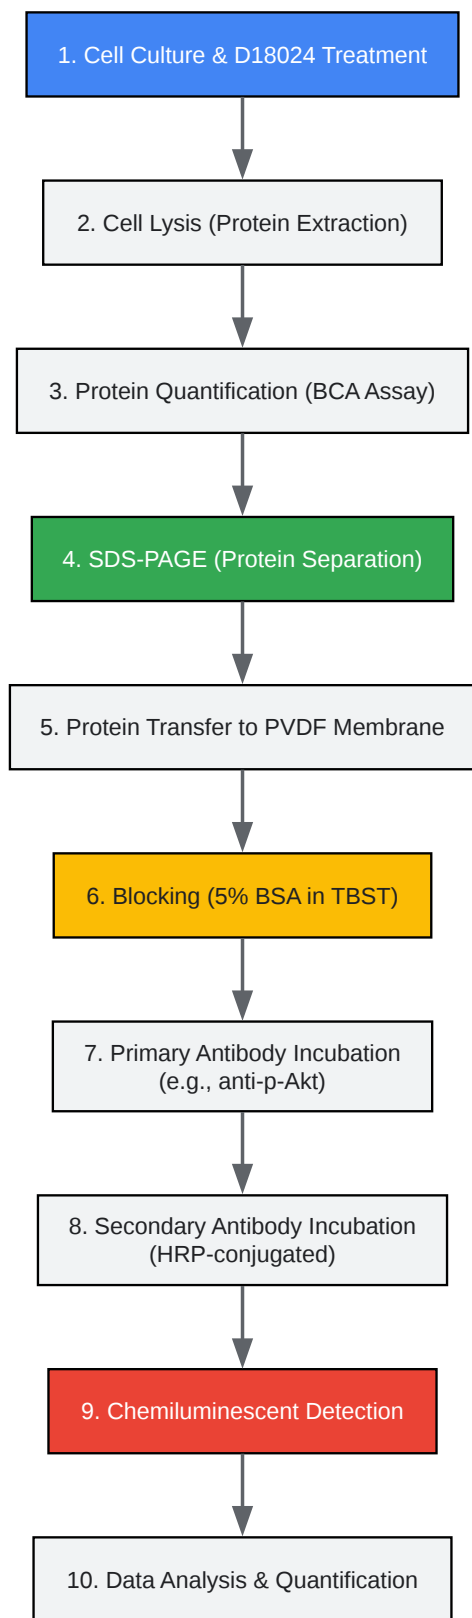 1. Cell Culture & D18024 Treatment
2. Cell Lysis (Protein Extraction)
3. Protein Quantification (BCA Assay)
4. SDS-PAGE (Protein Separation)
5. Protein Transfer to PVDF Membrane
6. Blocking (5% BSA in TBST)
7. Primary Antibody Incubation
(e.g., anti-p-Akt)
8. Secondary Antibody Incubation
(HRP-conjugated)
9. Chemiluminescent Detection
10. Data Analysis & Quantification